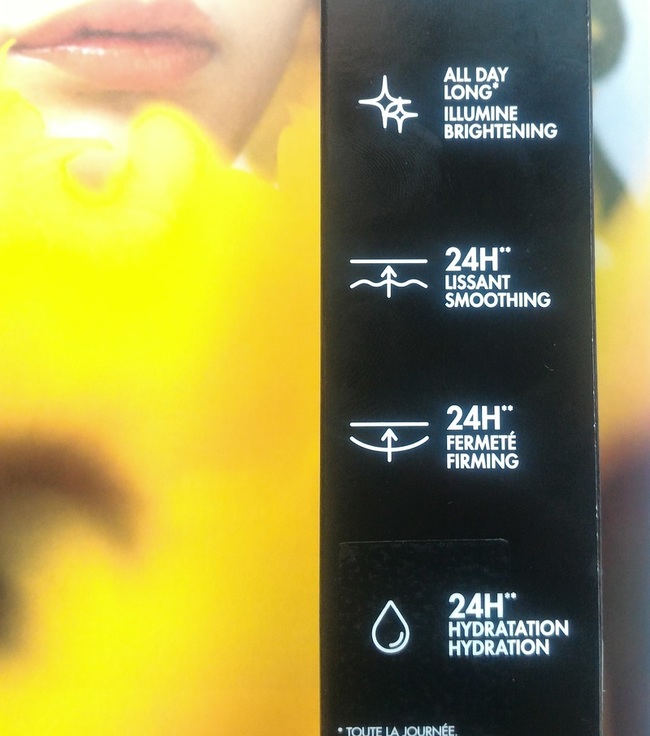 ALL DAY
LONG*
ILLUMINE
BRIGHTENING
24H**
LISSANT
SMOOTHING
24H**
FERMETÉ
FIRMING
24H**
HYDRATATION
HYDRATION
* TOUTE LA JOURNÉE.